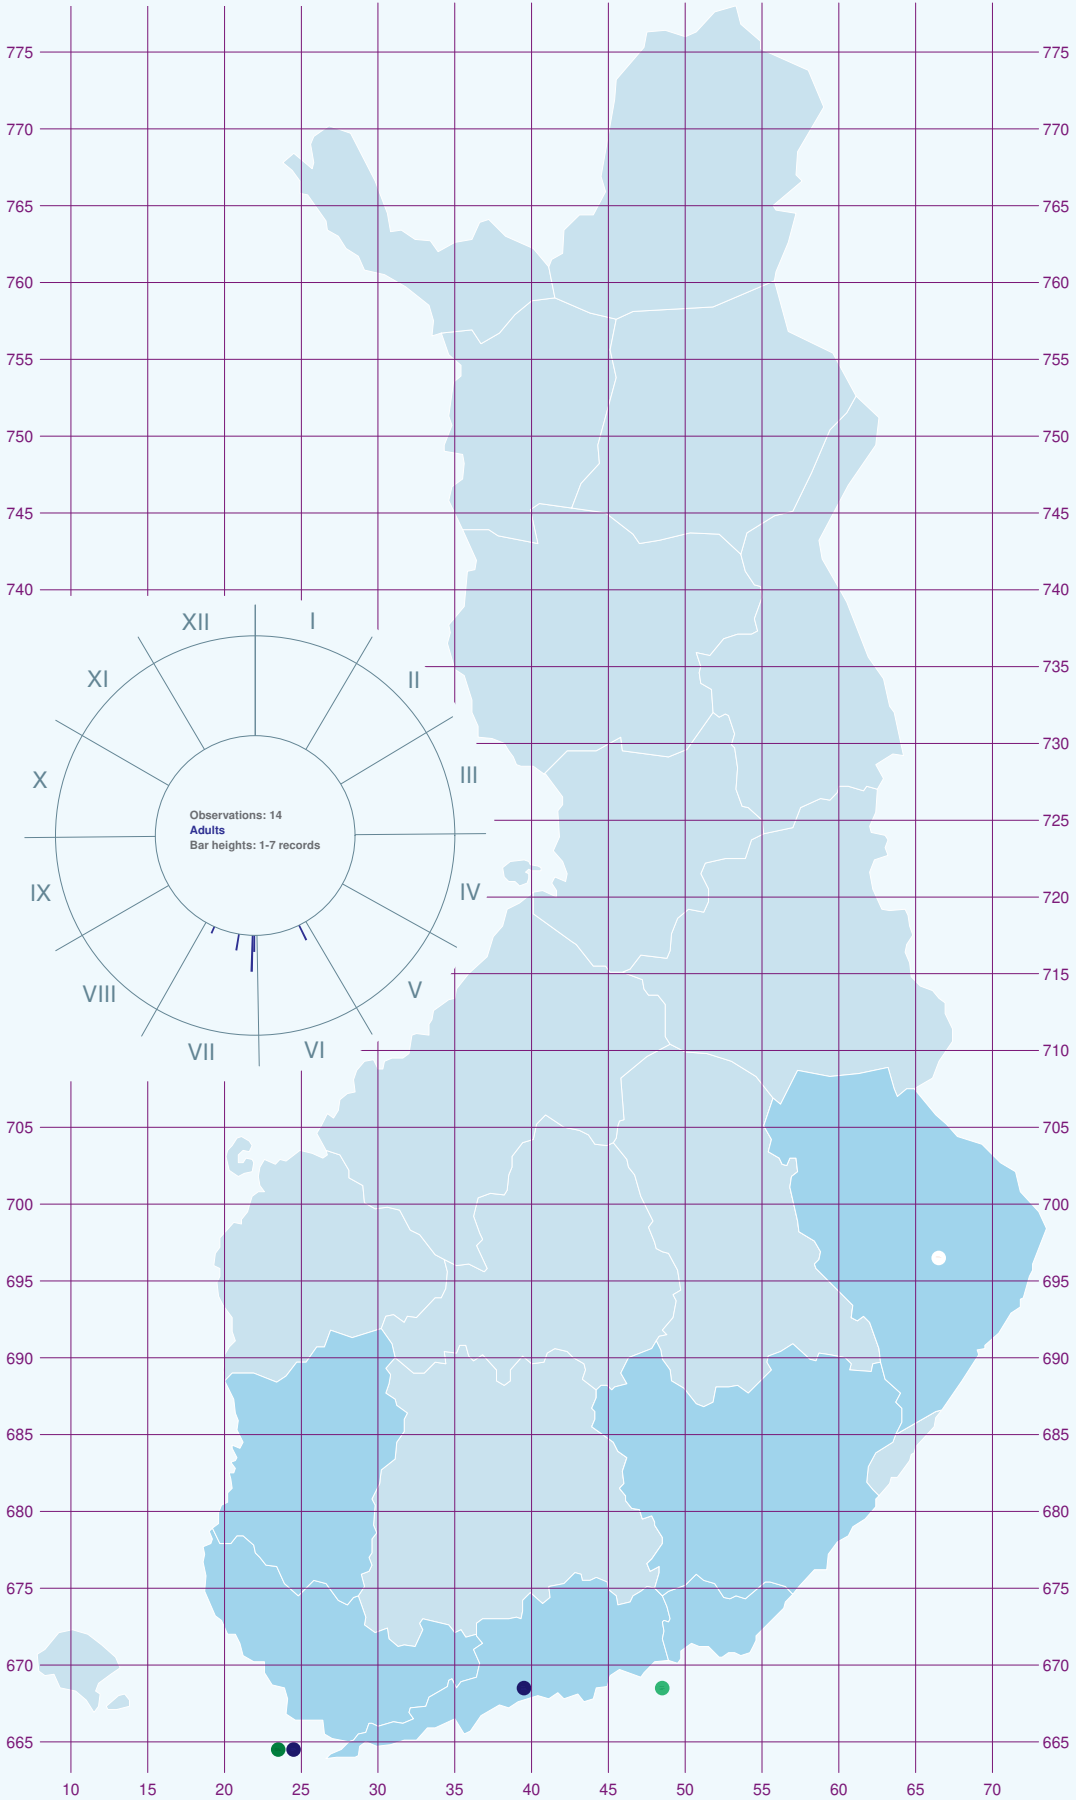 775 775
770 770
765 765
760 760
755 755
750 750
745 745
740 740
XII I
735
XI II
730
X III
Observations: 14
725
Adults
Bar heights: 1-7 records
IX IV 720
715
VIII V
VII VI 710
705 705
700 700
695 695
690 690
685 685
680 680
675 675
670 670
665 665
10 15 20 25 30 35 40 45 50 55 60 65 70